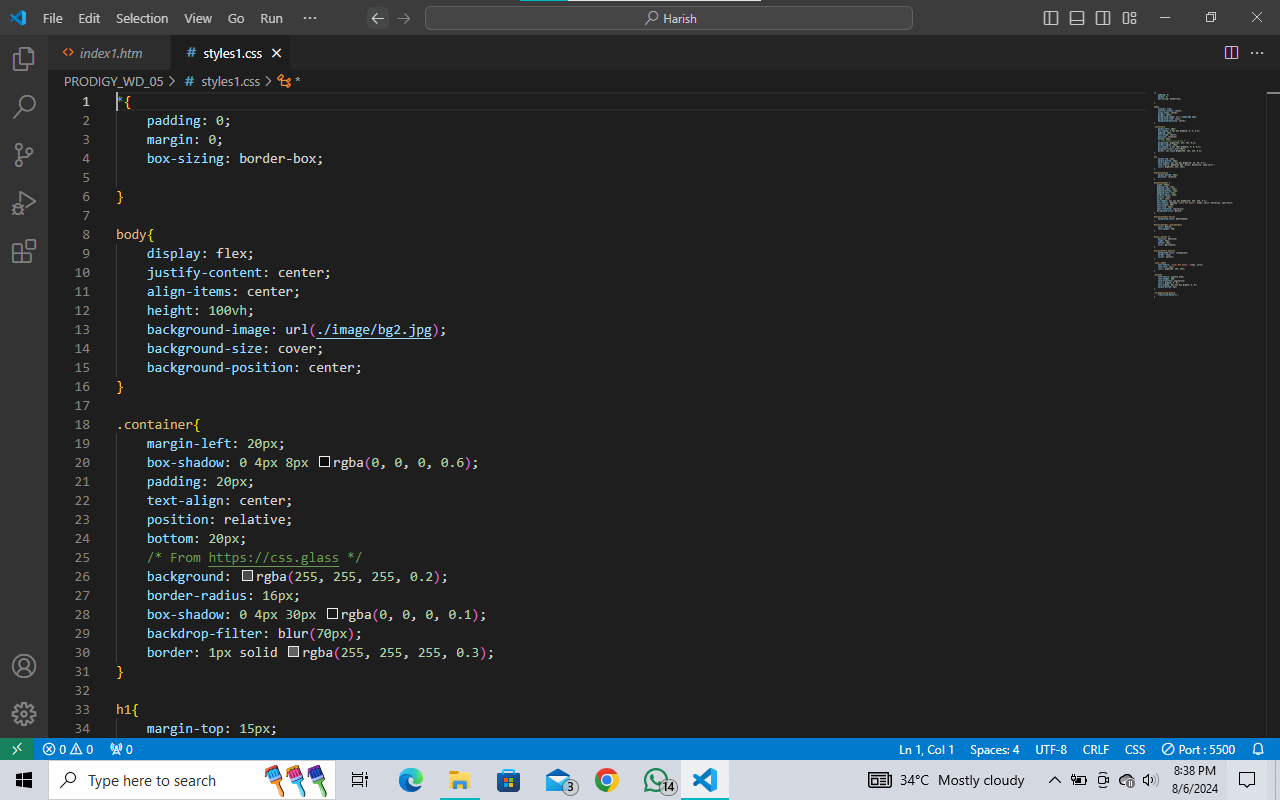 File Edit Selection View Go Run ··· Harish
index1.htm # styles1.css
PRODIGY_WD_05 > # styles1.css > *
1 *{
2 padding: 0;
3 margin: 0;
4 box-sizing: border-box;
5
6 }
7
8 body{
9 display: flex;
10 justify-content: center;
11 align-items: center;
12 height: 100vh;
13 background-image: url(./image/bg2.jpg);
14 background-size: cover;
15 background-position: center;
16 }
17
18 .container{
19 margin-left: 20px;
20 box-shadow: 0 4px 8px rgba(0, 0, 0, 0.6);
21 padding: 20px;
22 text-align: center;
23 position: relative;
24 bottom: 20px;
25 /* From https://css.glass */
26 background: rgba(255, 255, 255, 0.2);
27 border-radius: 16px;
28 box-shadow: 0 4px 30px rgba(0, 0, 0, 0.1);
29 backdrop-filter: blur(70px);
30 border: 1px solid rgba(255, 255, 255, 0.3);
31 }
32
33 h1{
34 margin-top: 15px;
0 0 0 Ln 1, Col 1 Spaces: 4 UTF-8 CRLF CSS Port : 5500
Type here to search 3 14 34°C Mostly cloudy 8:38 PM
8/6/2024